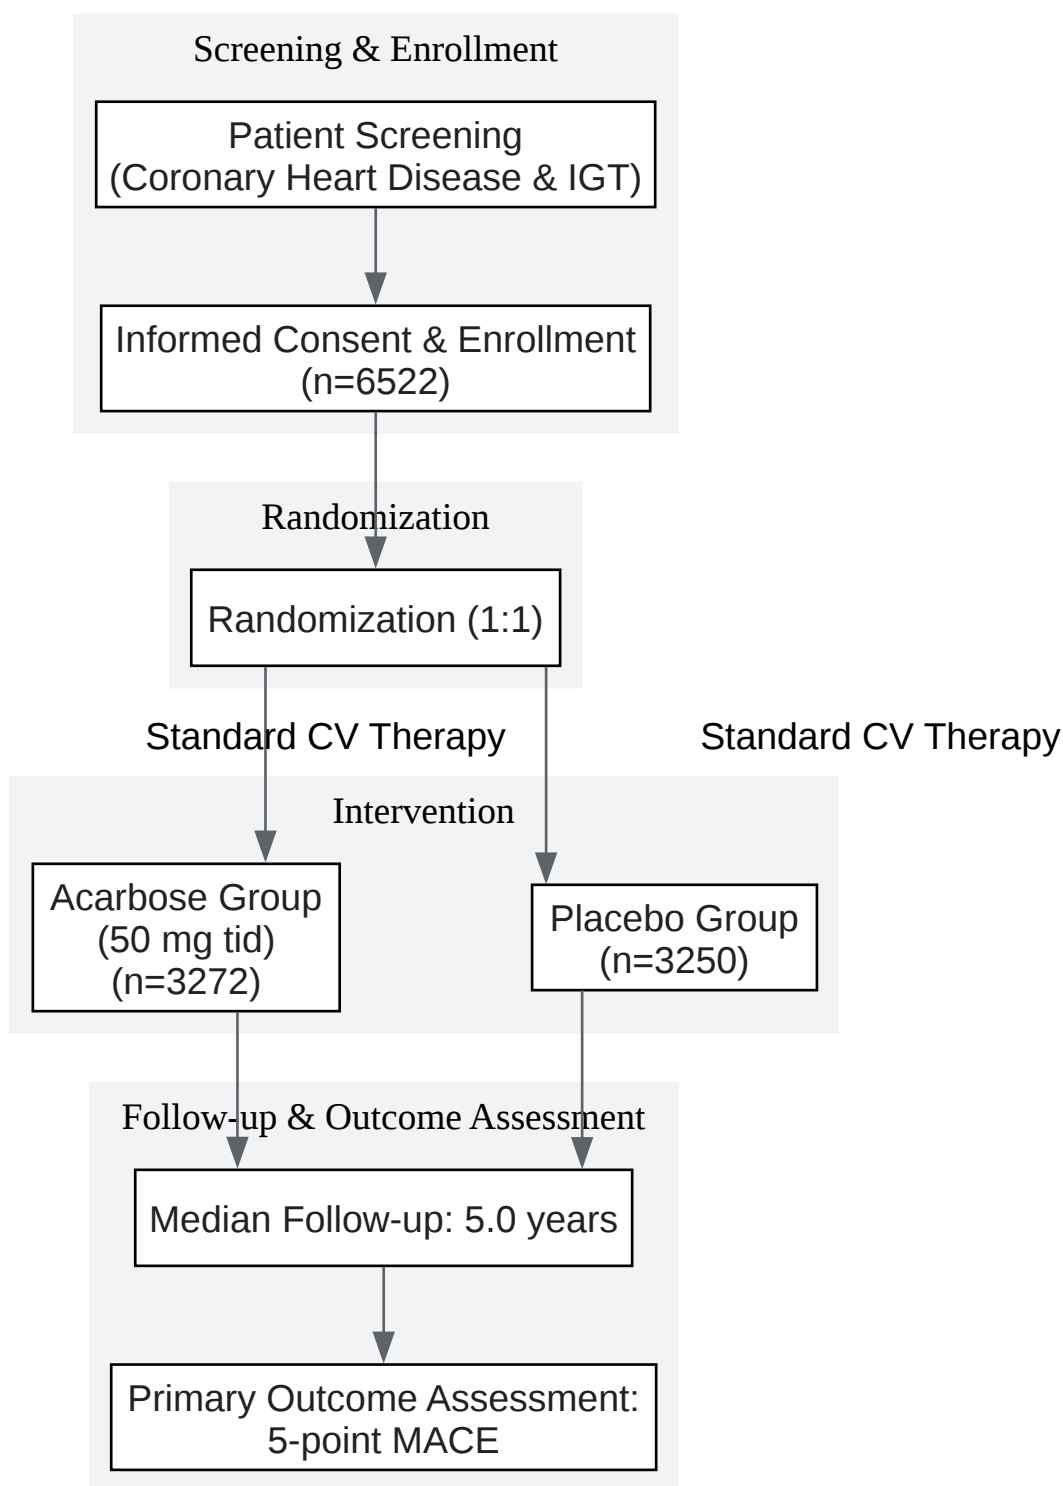 Screening & Enrollment
Patient Screening
(Coronary Heart Disease & IGT)
Informed Consent & Enrollment
(n=6522)
Randomization
Randomization (1:1)
Standard CV Therapy
Standard CV Therapy
Intervention
Acarbose Group
(50 mg tid)
(n=3272)
Placebo Group
(n=3250)
Follow-up & Outcome Assessment
Median Follow-up: 5.0 years
Primary Outcome Assessment:
5-point MACE